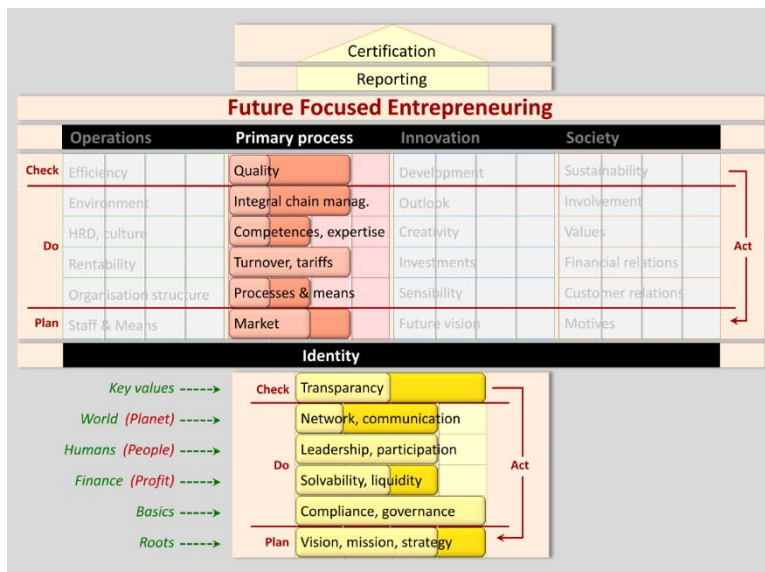 Certification
Reporting
Future Focused Entrepreneuring
Operations Primary process Innovation Society
Check Efficiency Quality Development Sustainability
Environment Integral chain manag. Outlook Involvement
HRD, culture Competences, expertise Creativity Values
Do Act
Rentability Turnover, tariffs Investments Financial relations
Organisation structure Processes & means Sensibility Customer relations
Plan Staff & Means Market Future vision Motives
Identity
Key values Check Transparancy
World (Planet) Network, communication
Humans (People) Leadership, participation
Do Act
Finance (Profit) Solvability, liquidity
Basics Compliance, governance
Roots Plan Vision, mission, strategy